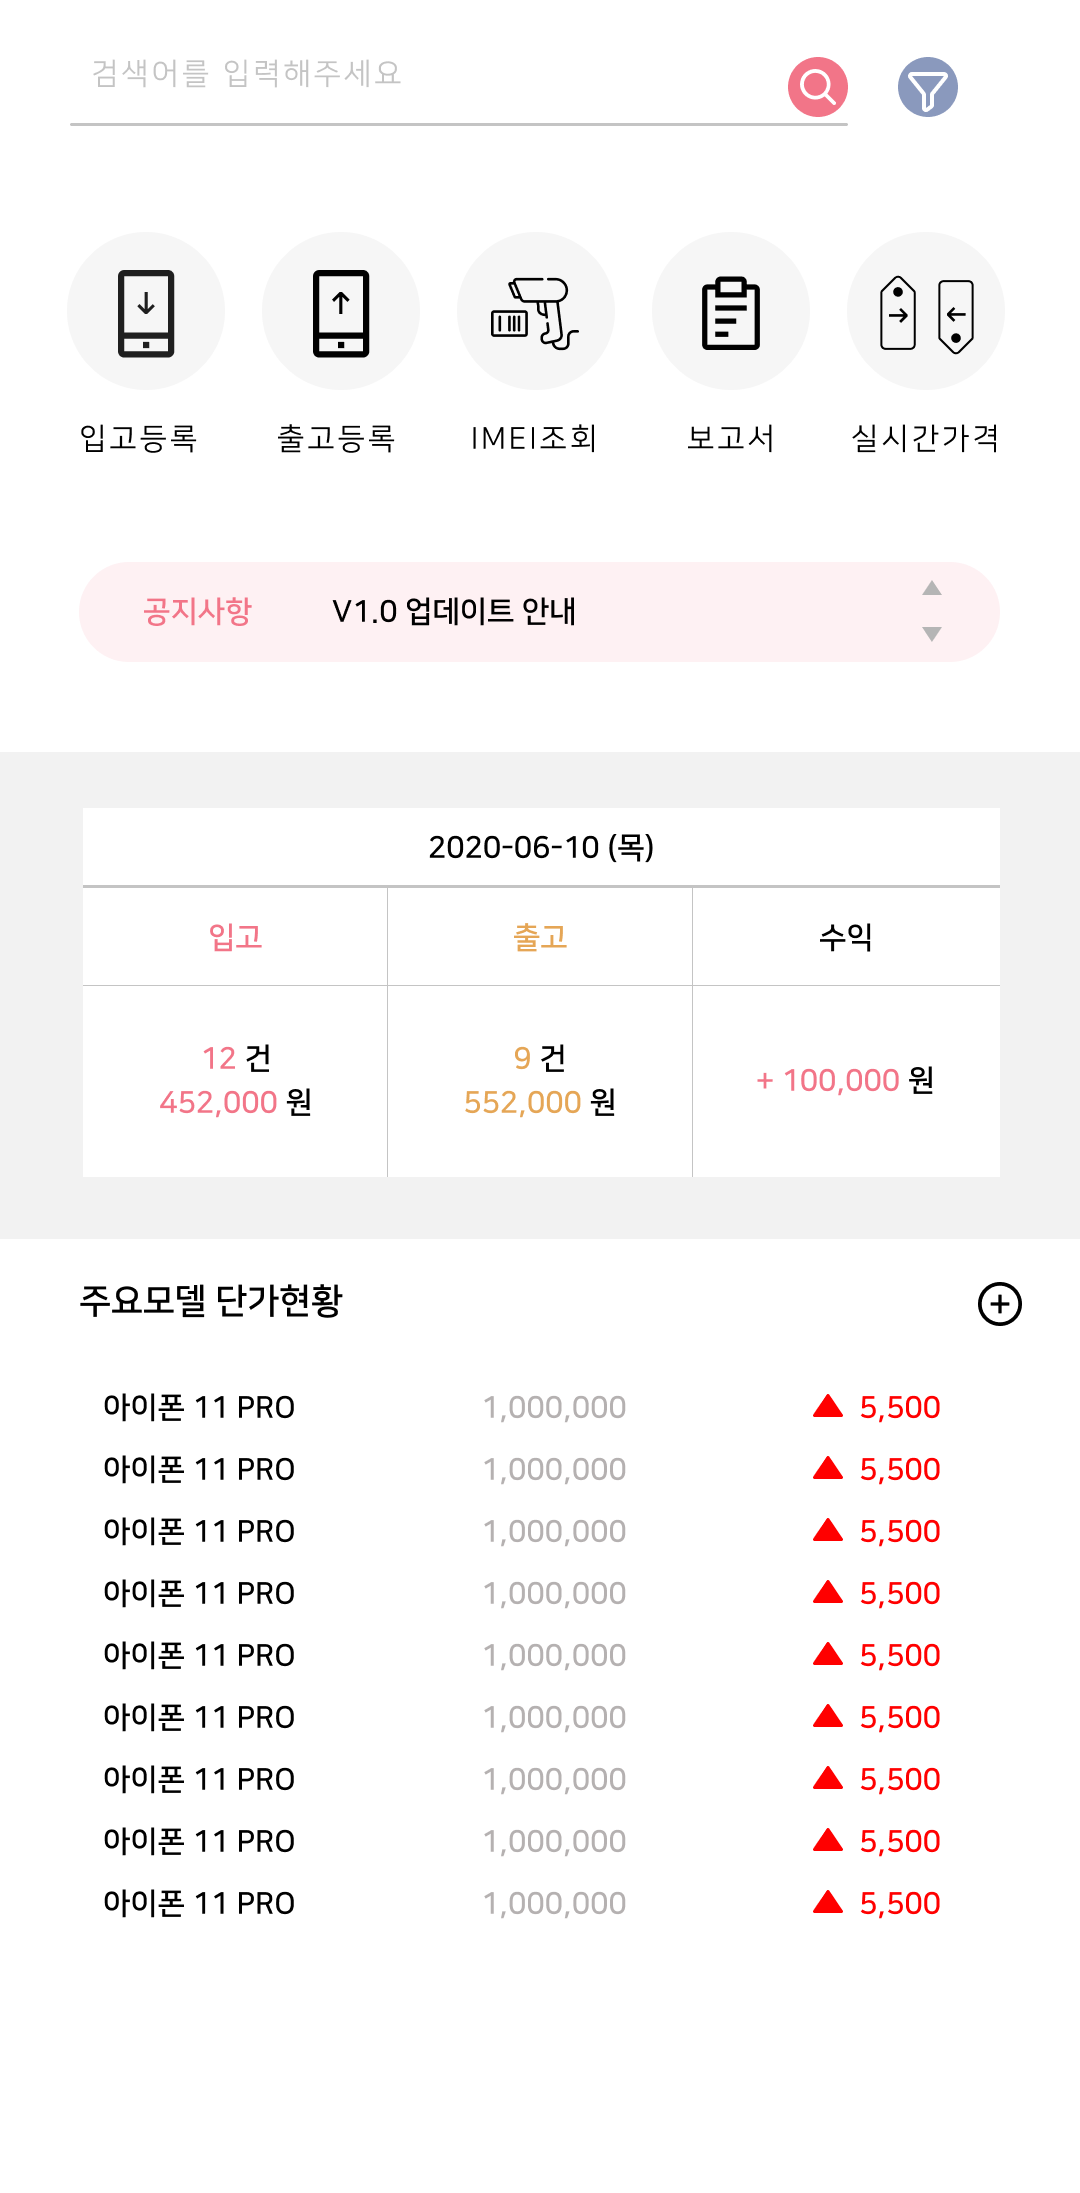 검색어를 입력해주세요
입고등록 출고등록 IMEI조회 보고서 실시간가격
공지사항 V1.0 업데이트 안내
2020-06-10 (목)
입고 출고 수익
12 건 9 건
+ 100,000 원
452,000 원 552,000 원
주요모델 단가현황
아이폰 11 PRO 1,000,000 ▲ 5,500
아이폰 11 PRO 1,000,000 ▲ 5,500
아이폰 11 PRO 1,000,000 ▲ 5,500
아이폰 11 PRO 1,000,000 ▲ 5,500
아이폰 11 PRO 1,000,000 ▲ 5,500
아이폰 11 PRO 1,000,000 ▲ 5,500
아이폰 11 PRO 1,000,000 ▲ 5,500
아이폰 11 PRO 1,000,000 ▲ 5,500
아이폰 11 PRO 1,000,000 ▲ 5,500